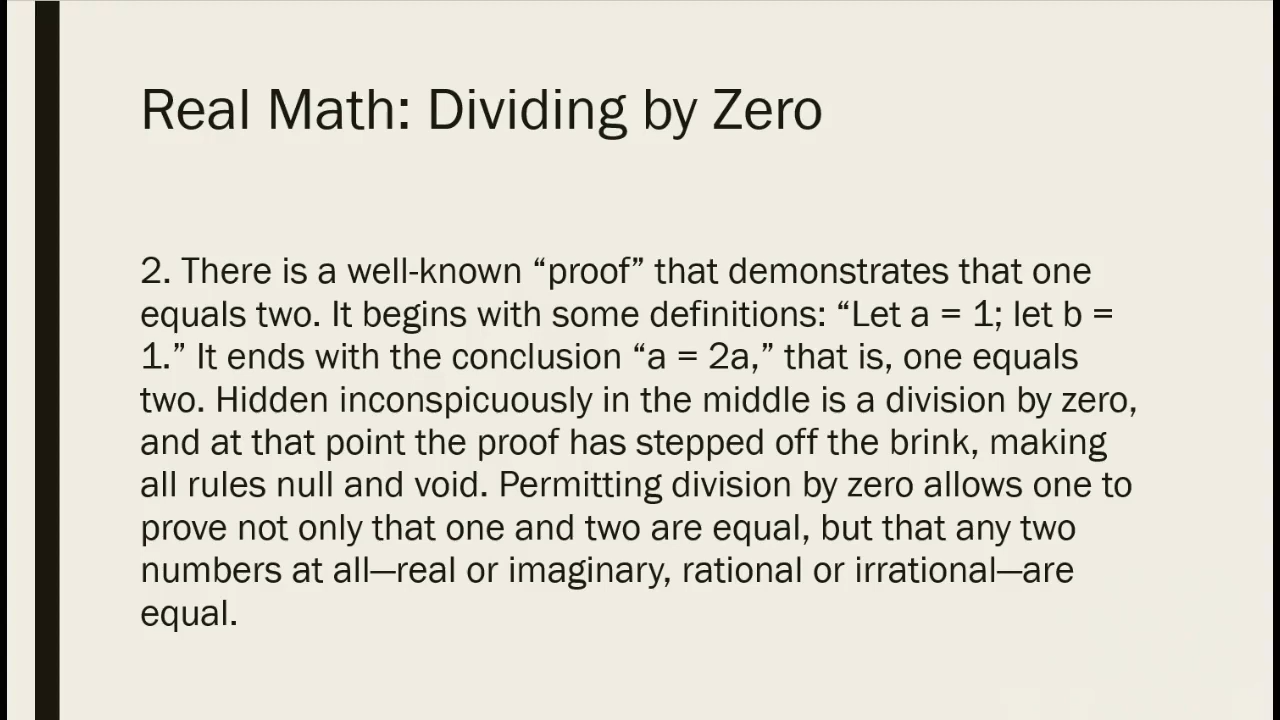 Real Math: Dividing by Zero
2. There is a well-known “proof” that demonstrates that one
equals two. It begins with some definitions: “Let a = 1; let b =
1.” It ends with the conclusion “a = 2a,” that is, one equals
two. Hidden inconspicuously in the middle is a division by zero,
and at that point the proof has stepped off the brink, making
all rules null and void. Permitting division by zero allows one to
prove not only that one and two are equal, but that any two
numbers at all—real or imaginary, rational or irrational—are
equal.